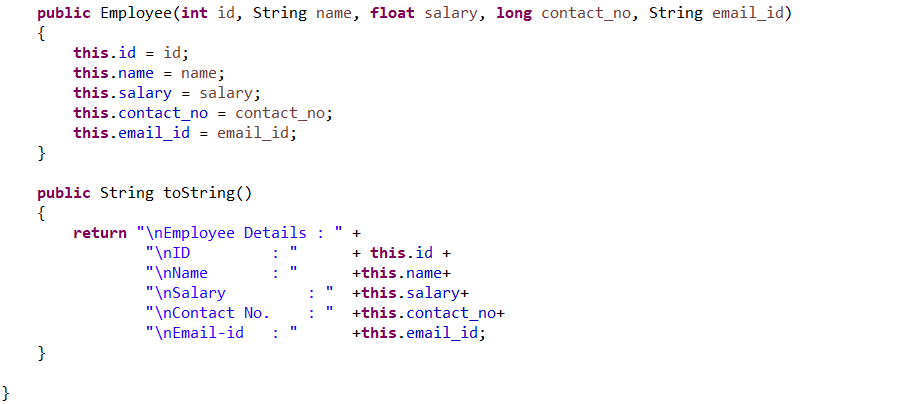 public Employee(int id, String name, float salary, long contact_no, String email_id)
    {
        this.id = id;
        this.name = name;
        this.salary = salary;
        this.contact_no = contact_no;
        this.email_id = email_id;
    }

    public String toString()
    {
        return "\nEmployee Details : " +
                "\nID         : "      + this.id +
                "\nName       : "      +this.name+
                "\nSalary         : "  +this.salary+
                "\nContact No.    : "  +this.contact_no+
                "\nEmail-id   : "      +this.email_id;
    }

}